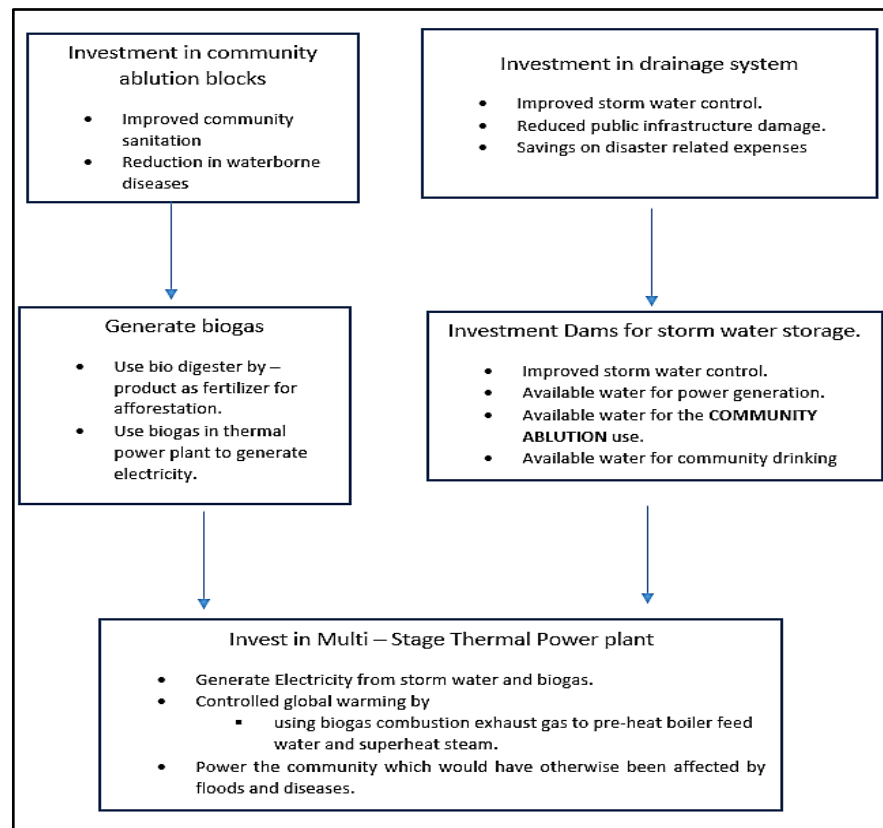 Investment in community
ablution blocks
• Improved community
sanitation
• Reduction in waterborne
diseases
Investment in drainage system
• Improved storm water control.
• Reduced public infrastructure damage.
• Savings on disaster related expenses
Generate biogas
• Use bio digester by –
product as fertilizer for
afforestation.
• Use biogas in thermal
power plant to generate
electricity.
Investment Dams for storm water storage.
• Improved storm water control.
• Available water for power generation.
• Available water for the COMMUNITY
ABLUTION use.
• Available water for community drinking
Invest in Multi – Stage Thermal Power plant
• Generate Electricity from storm water and biogas.
• Controlled global warming by
▪ using biogas combustion exhaust gas to pre-heat boiler feed
water and superheat steam.
• Power the community which would have otherwise been affected by
floods and diseases.